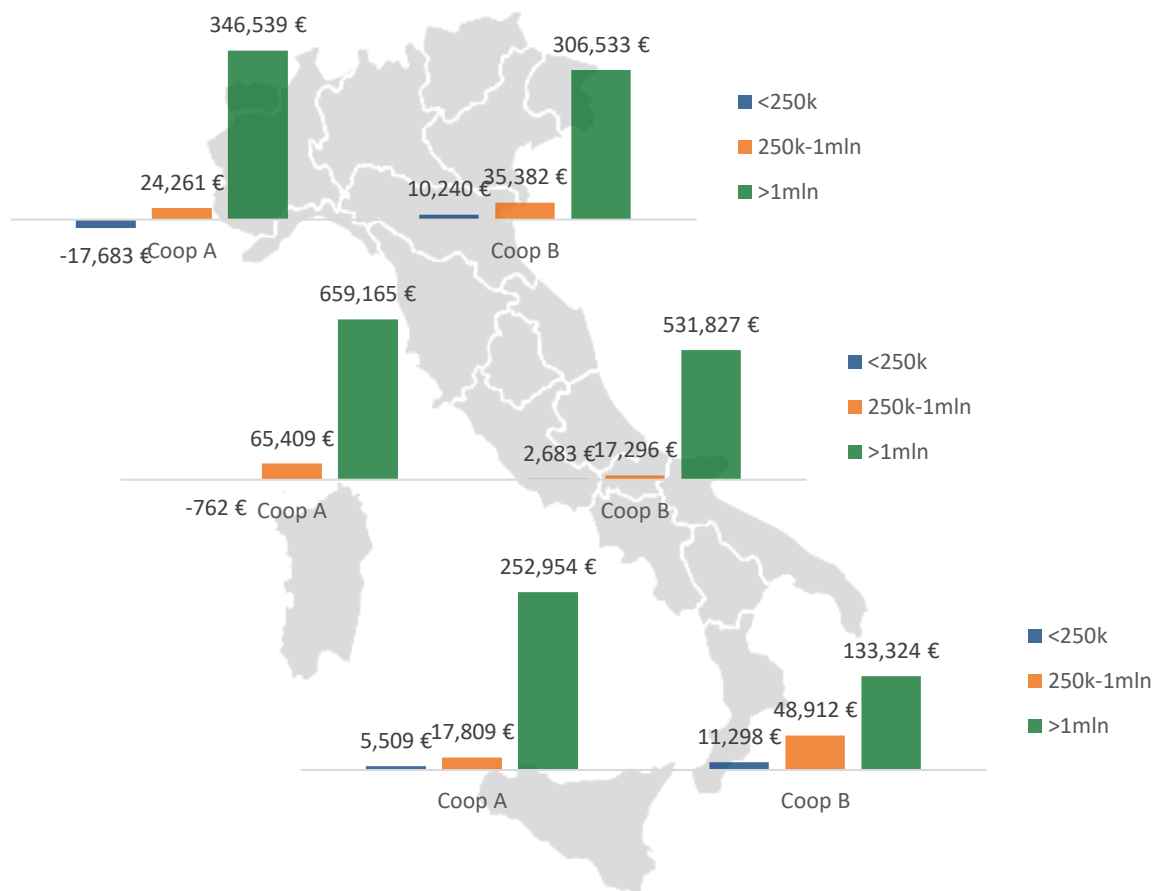 346,539 €
306,533 €
<250k
250k-1mln
>1mln
24,261 €
10,240 €
35,382 €
-17,683 €
Coop A
Coop B
659,165 €
531,827 €
<250k
250k-1mln
>1mln
65,409 €
2,683 €
17,296 €
-762 €
Coop A
Coop B
252,954 €
133,324 €
<250k
250k-1mln
>1mln
5,509 €
17,809 €
11,298 €
48,912 €
Coop A
Coop B